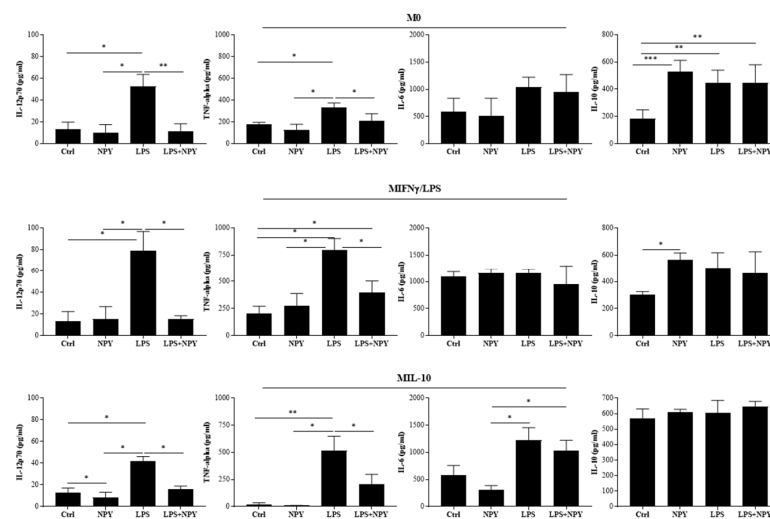 M0
IL-12p70 (pg/ml)
100
80
60
40
20
0
* * **
Ctrl NPY LPS LPS+NPY
TNF-alpha (pg/ml)
1000
800
600
400
200
0
* * *
Ctrl NPY LPS LPS+NPY
IL-6 (pg/ml)
2000
1500
1000
500
0
Ctrl NPY LPS LPS+NPY
IL-10 (pg/ml)
800
600
400
200
0
** ** ***
Ctrl NPY LPS LPS+NPY
MIFNγ/LPS
IL-12p70 (pg/ml)
100
80
60
40
20
0
* * *
Ctrl NPY LPS LPS+NPY
TNF-alpha (pg/ml)
1000
750
500
250
0
* * * *
Ctrl NPY LPS LPS+NPY
IL-6 (pg/ml)
2000
1500
1000
500
0
Ctrl NPY LPS LPS+NPY
IL-10 (pg/ml)
800
600
400
200
0
*
Ctrl NPY LPS LPS+NPY
MIL-10
IL-12p70 (pg/ml)
100
80
60
40
20
0
* * * *
Ctrl NPY LPS LPS+NPY
TNF-alpha (pg/ml)
1000
750
500
250
0
** * *
Ctrl NPY LPS LPS+NPY
IL-6 (pg/ml)
2000
1500
1000
500
0
* *
Ctrl NPY LPS LPS+NPY
IL-10 (pg/ml)
700
600
500
400
300
200
100
0
Ctrl NPY LPS LPS+NPY